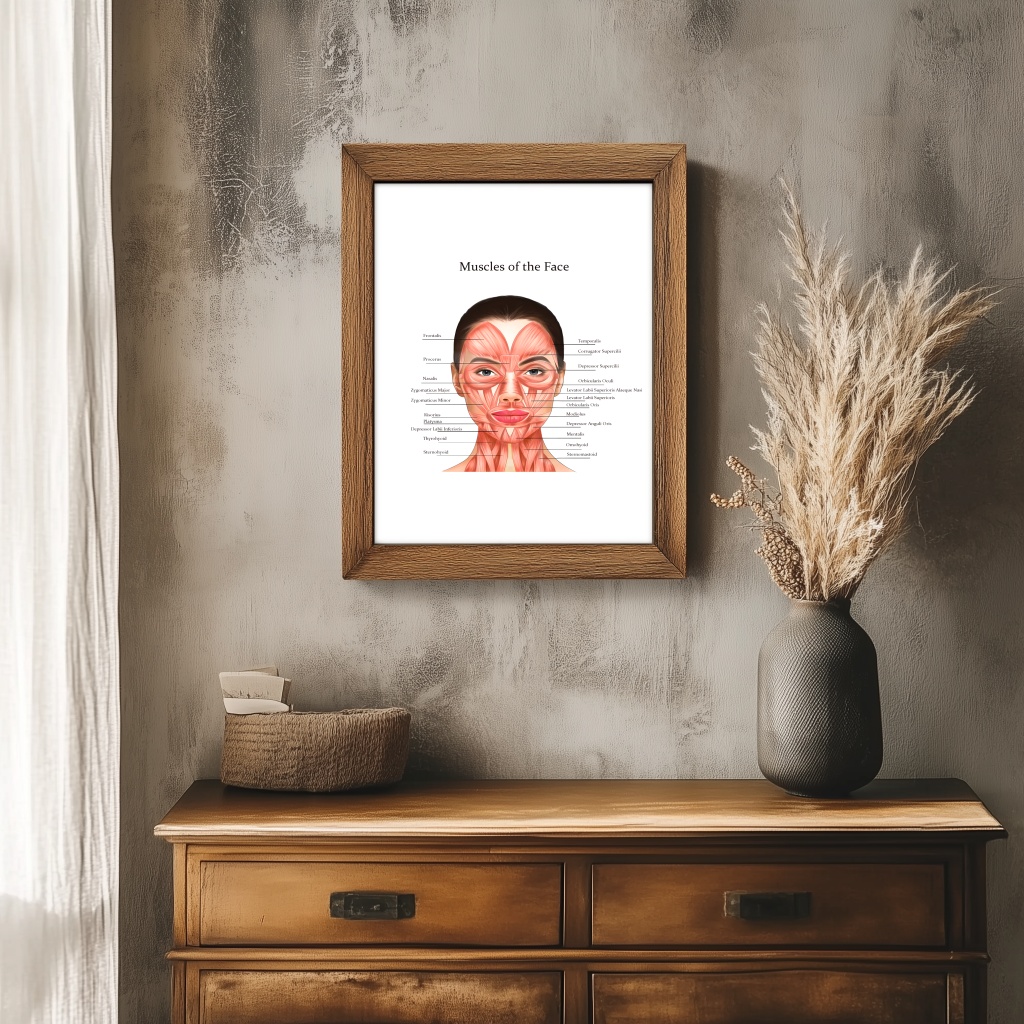 Muscles of the Face
Frontalis
Procerus
Nasalis
Zygomaticus Major
Zygomaticus Minor
Risorius
Platysma
Depressor Labii Inferioris
Thyrohyoid
Sternohyoid
Temporalis
Corrugator Supercilii
Depressor Supercilii
Orbicularis Oculi
Levator Labii Superioris Alaeque Nasi
Levator Labii Superioris
Orbicularis Oris
Modiolus
Depressor Anguli Oris
Mentalis
Omohyoid
Sternomastoid